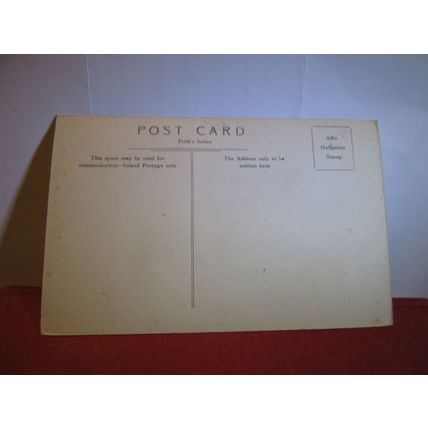 POST CARD
Frith's Series
This space may be used for
communication—Inland Postage only
The Address only to be
written here
Affix
Halfpenny
Stamp